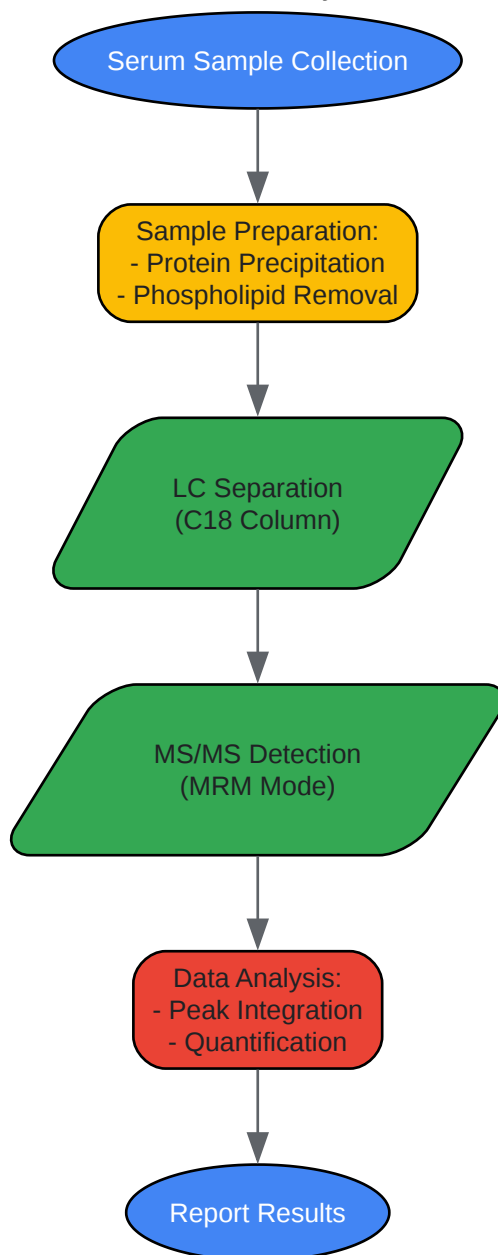 Serum Sample Collection
Sample Preparation:
- Protein Precipitation
- Phospholipid Removal
LC Separation
(C18 Column)
MS/MS Detection
(MRM Mode)
Data Analysis:
- Peak Integration
- Quantification
Report Results